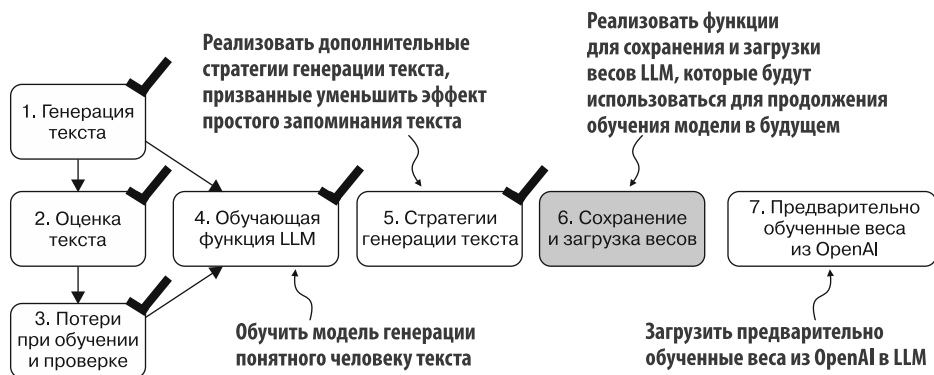 Реализовать дополнительные
стратегии генерации текста,
призванные уменьшить эффект
простого запоминания текста
Реализовать функции
для сохранения и загрузки
весов LLM, которые будут
использоваться для продолжения
обучения модели в будущем
1. Генерация
текста
2. Оценка
текста
3. Потери
при обучении
и проверке
4. Обучающая
функция LLM
5. Стратегии
генерации текста
6. Сохранение
и загрузка весов
7. Предварительно
обученные веса
из OpenAI
Обучить модель генерации
понятного человеку текста
Загрузить предварительно
обученные веса из OpenAI в LLM